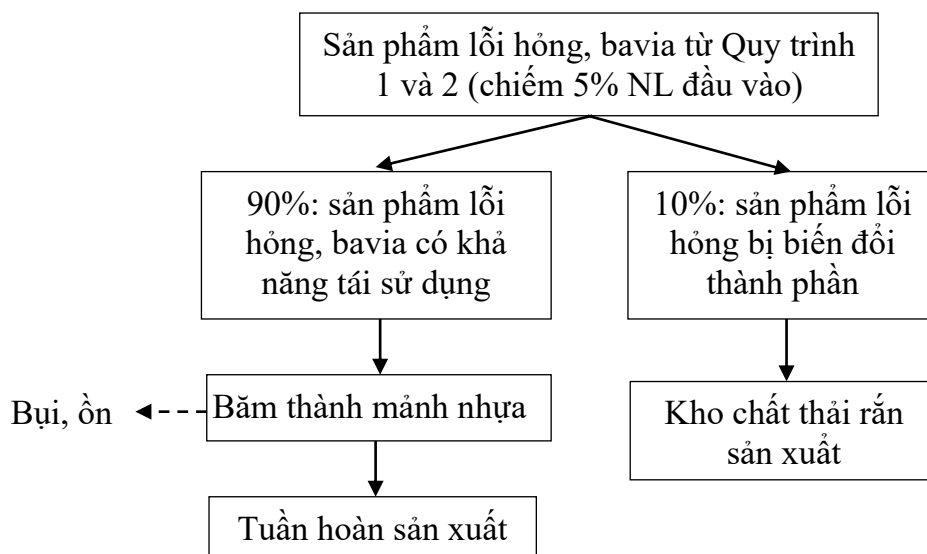 Sản phẩm lỗi hỏng, bavia từ Quy trình
1 và 2 (chiếm 5% NL đầu vào)
90%: sản phẩm lỗi
hỏng, bavia có khả
năng tái sử dụng
10%: sản phẩm lỗi
hỏng bị biến đổi
thành phần
Bụi, ồn
Băm thành mảnh nhựa
Kho chất thải rắn
sản xuất
Tuần hoàn sản xuất